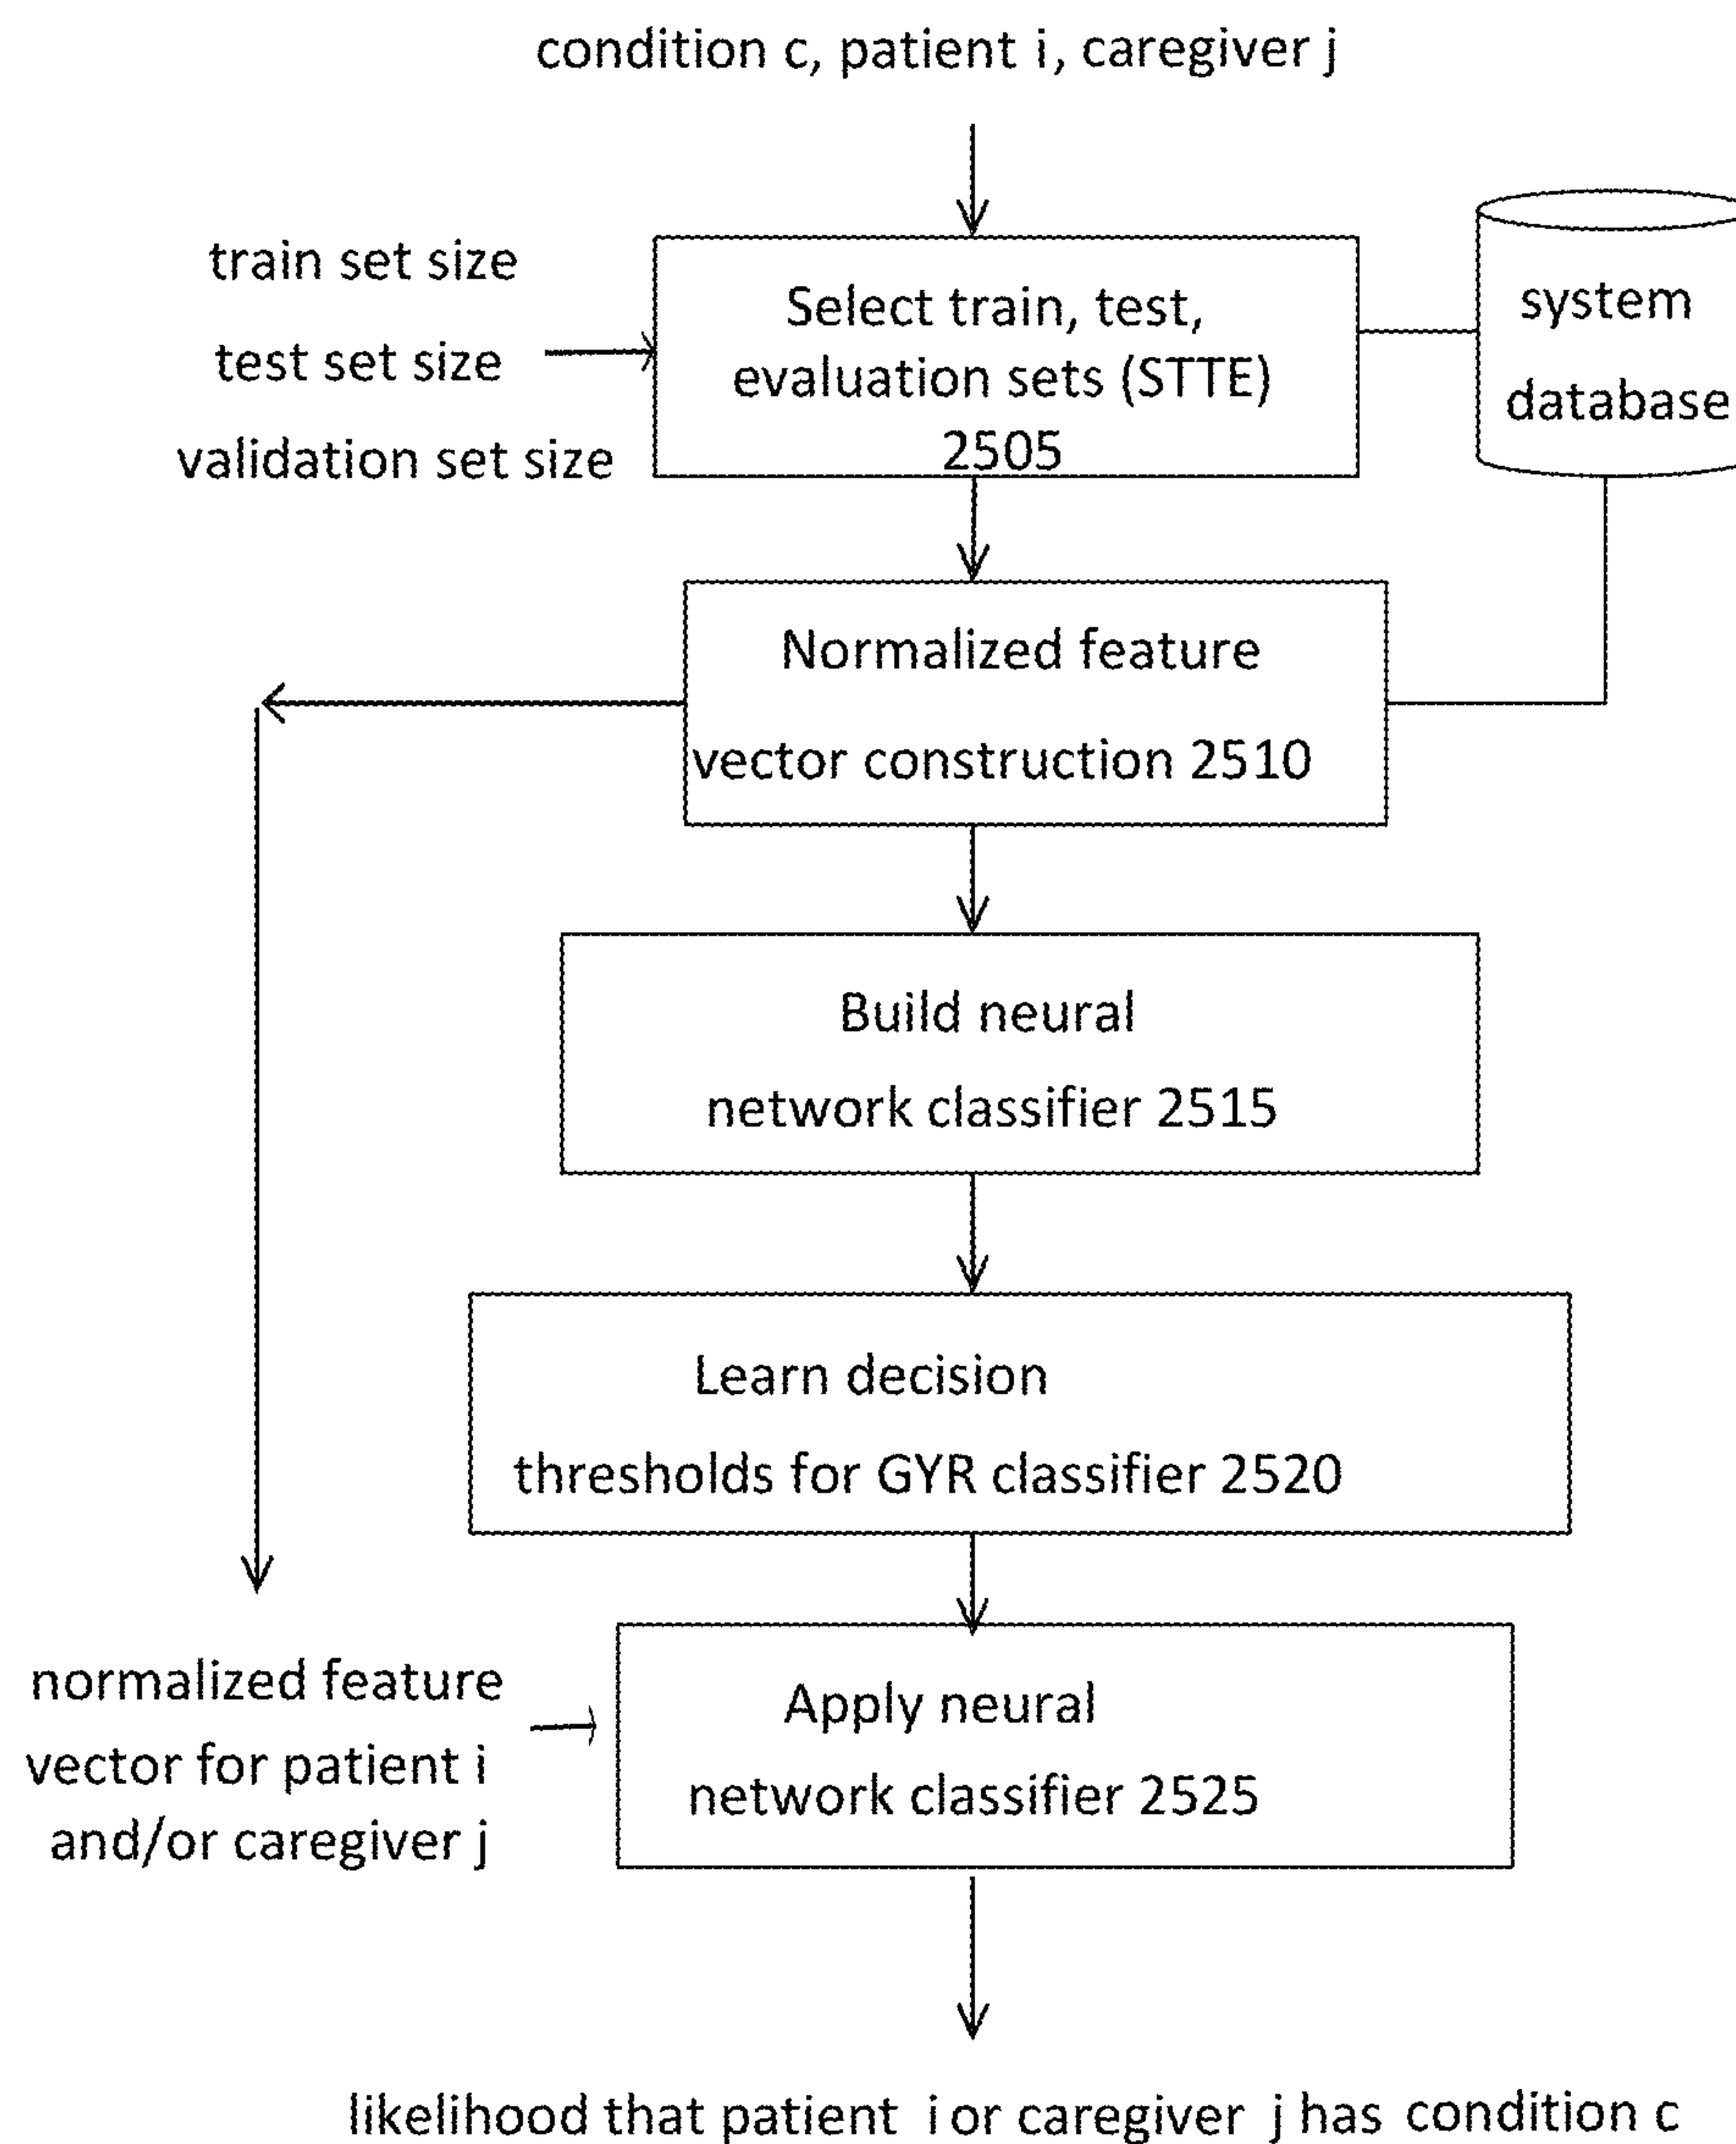 condition c, patient i, caregiver j
train set size
test set size
validation set size
Select train, test,
evaluation sets (STTE)
2505
system
database
Normalized feature
vector construction 2510
Build neural
network classifier 2515
Learn decision
thresholds for GYR classifier 2520
normalized feature
vector for patient i
and/or caregiver j
Apply neural
network classifier 2525
likelihood that patient i or caregiver j has condition c